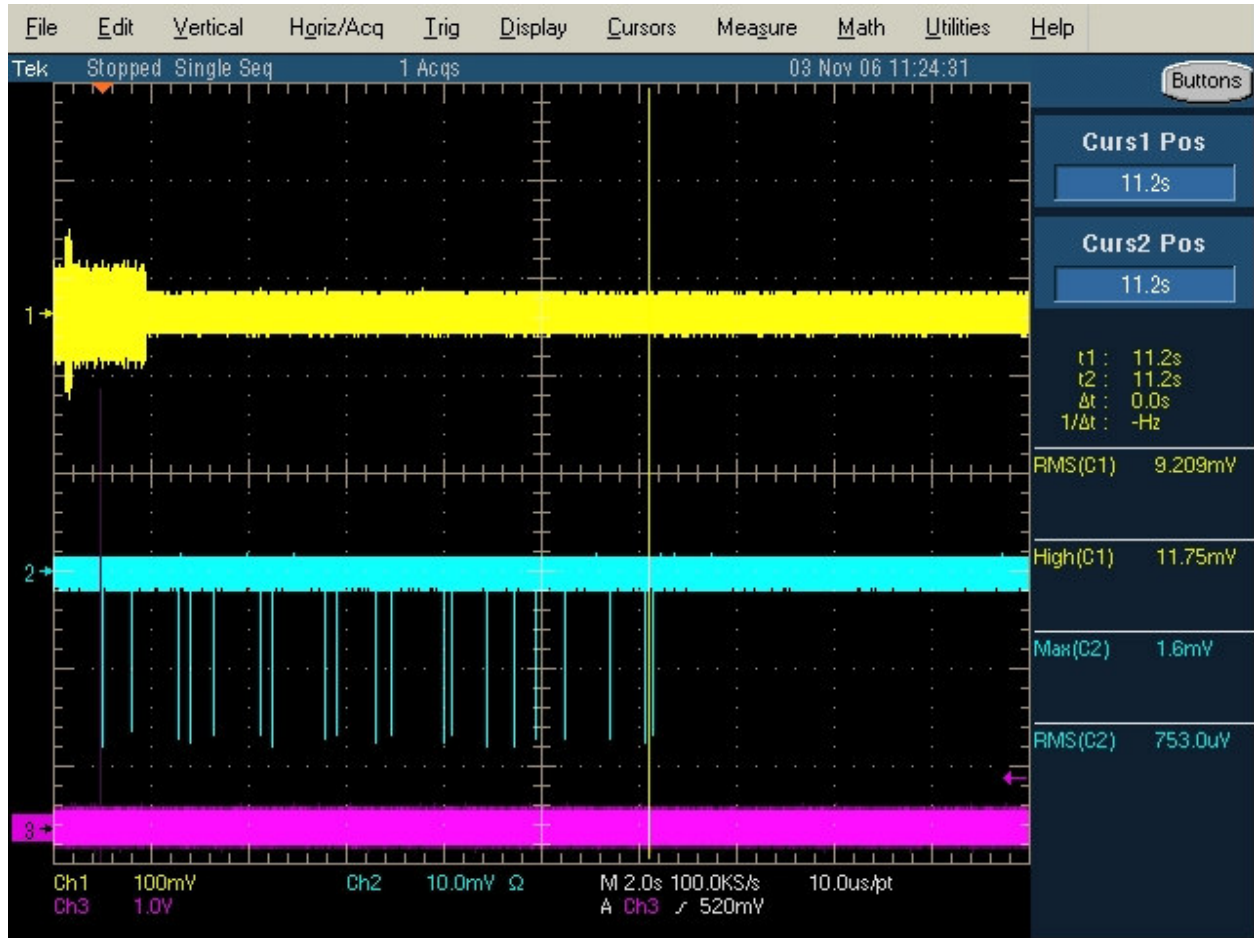 File Edit Vertical Horiz/Acq Trig Display Cursors Measure Math Utilities Help
Tek Stopped Single Seq 1 Acqs 03 Nov 06 11:24:31
Buttons
Curs1 Pos
11.2s
Curs2 Pos
11.2s
1
t1 : 11.2s
t2 : 11.2s
Δt : 0.0s
1/Δt : -Hz
RMS(C1) 9.209mV
2
High(C1) 11.75mV
Max(C2) 1.6mV
RMS(C2) 753.0uV
3
Ch1 100mV Ch2 10.0mV Ω M 2.0s 100.0KS/s 10.0us/pt
Ch3 1.0V A Ch3 520mV